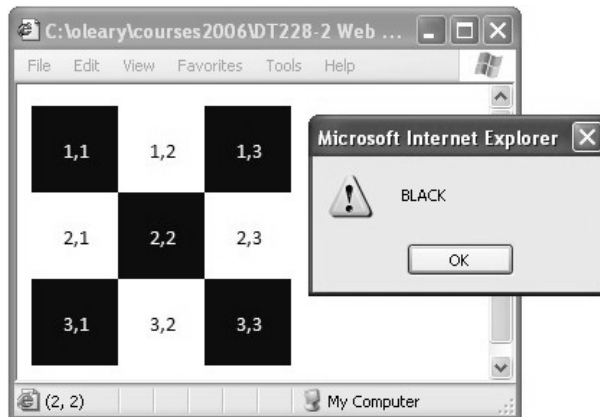 C:\oleary\courses2006\DT228-2 Web ...
File Edit View Favorites Tools Help
1,1 1,2 1,3
2,1 2,2 2,3
3,1 3,2 3,3
Microsoft Internet Explorer
BLACK
OK
(2, 2) My Computer